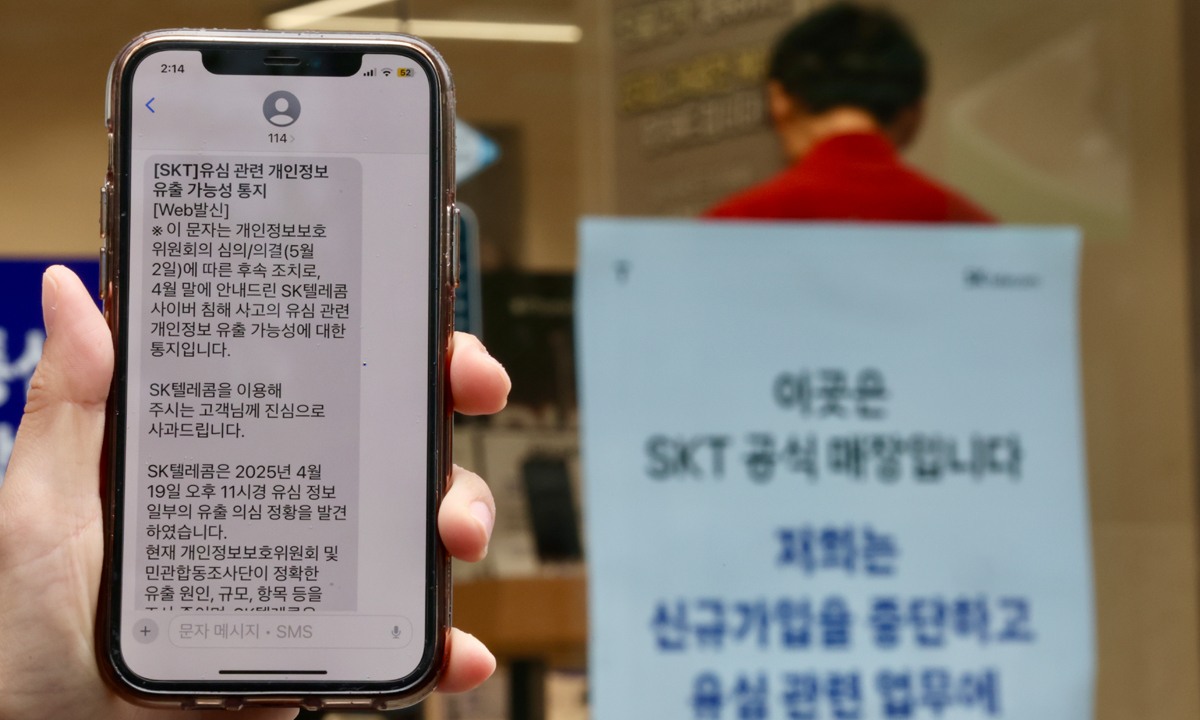 2:14
52
114
[SKT]유심 관련 개인정보
유출 가능성 통지
[Web발신]
※ 이 문자는 개인정보보호
위원회의 심의/의결(5월
2일)에 따른 후속 조치로,
4월 말에 안내드린 SK텔레콤
사이버 침해 사고의 유심 관련
개인정보 유출 가능성에 대한
통지입니다.
SK텔레콤을 이용해
주시는 고객님께 진심으로
사과드립니다.
SK텔레콤은 2025년 4월
19일 오후 11시경 유심 정보
일부의 유출 의심 정황을 발견
하였습니다.
현재 개인정보보호위원회 및
민관합동조사단이 정확한
유출 원인, 규모, 항목 등을
문자 메시지 • SMS
이곳은
SKT 공식 매장입니다
저희는
신규가입을 중단하고
유심 관련 업무에